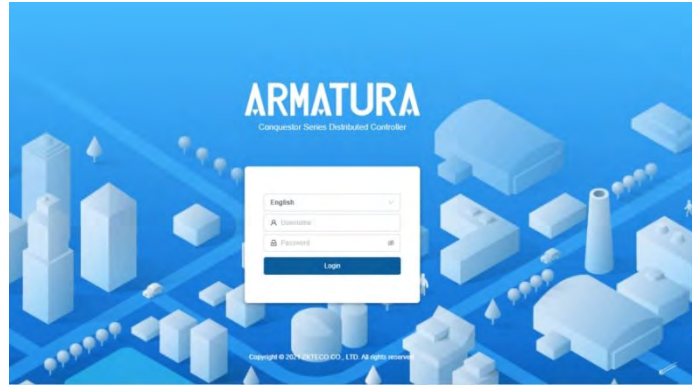 ARMATURA
Conquestor Series Distributed Controller
English
Username
Password
Login
Copyright © 2021 ZKTECO CO., LTD. All rights reserved